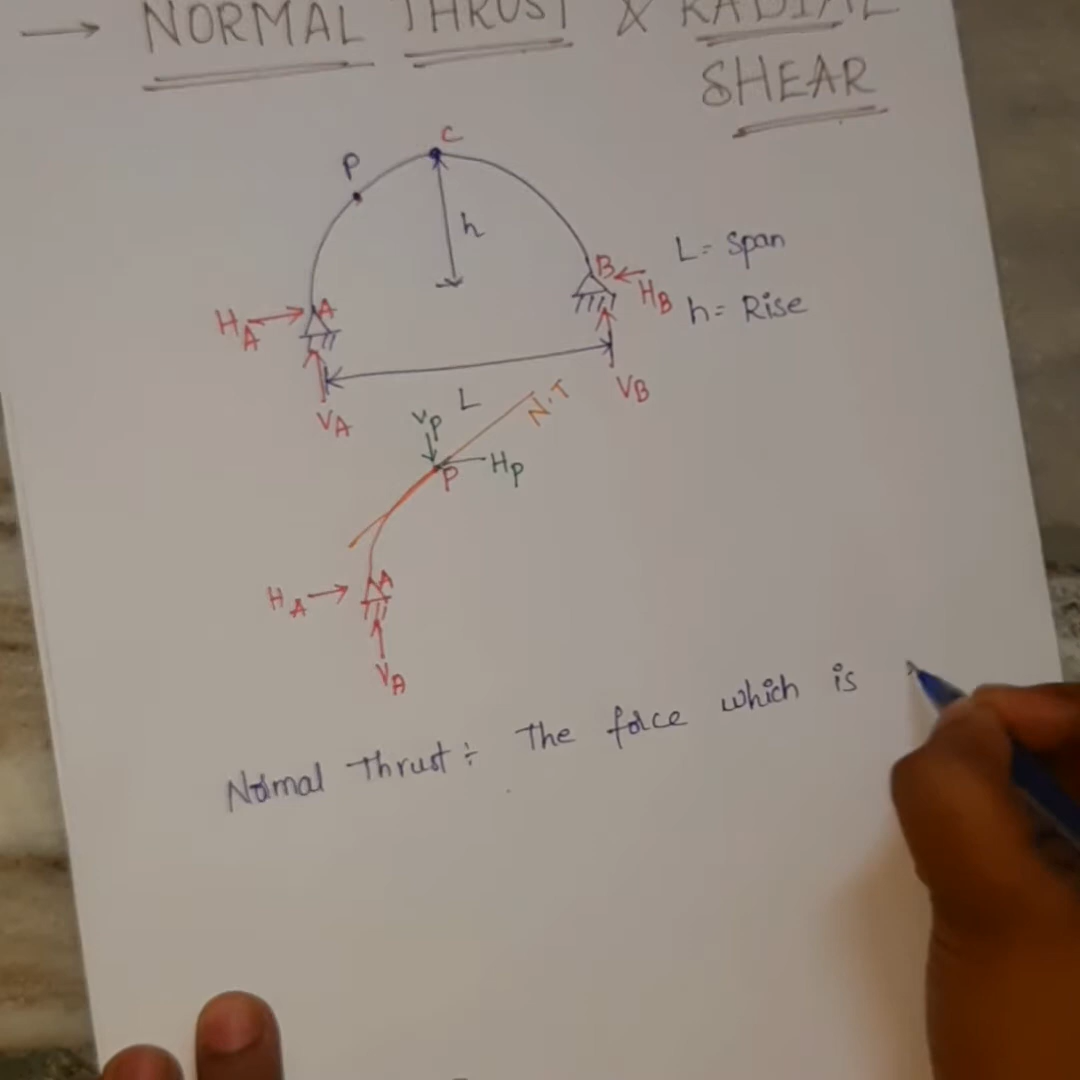 → NORMAL THRUST & RADIAL
SHEAR
C
P
h
L = Span
B
H_B
h = Rise
H_A
A
V_A
V_B
L
N.T
V_P
P
H_P
H_A
A
V_A
Normal Thrust ÷ The force which is